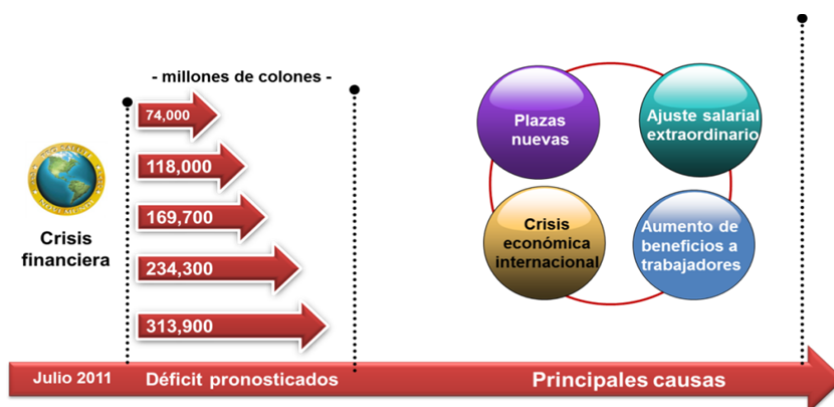 - millones de colones -
74,000
118,000
169,700
234,300
313,900
Crisis
financiera
Plazas
nuevas
Ajuste salarial
extraordinario
Crisis
económica
internacional
Aumento de
beneficios a
trabajadores
Julio 2011
Déficit pronosticados
Principales causas